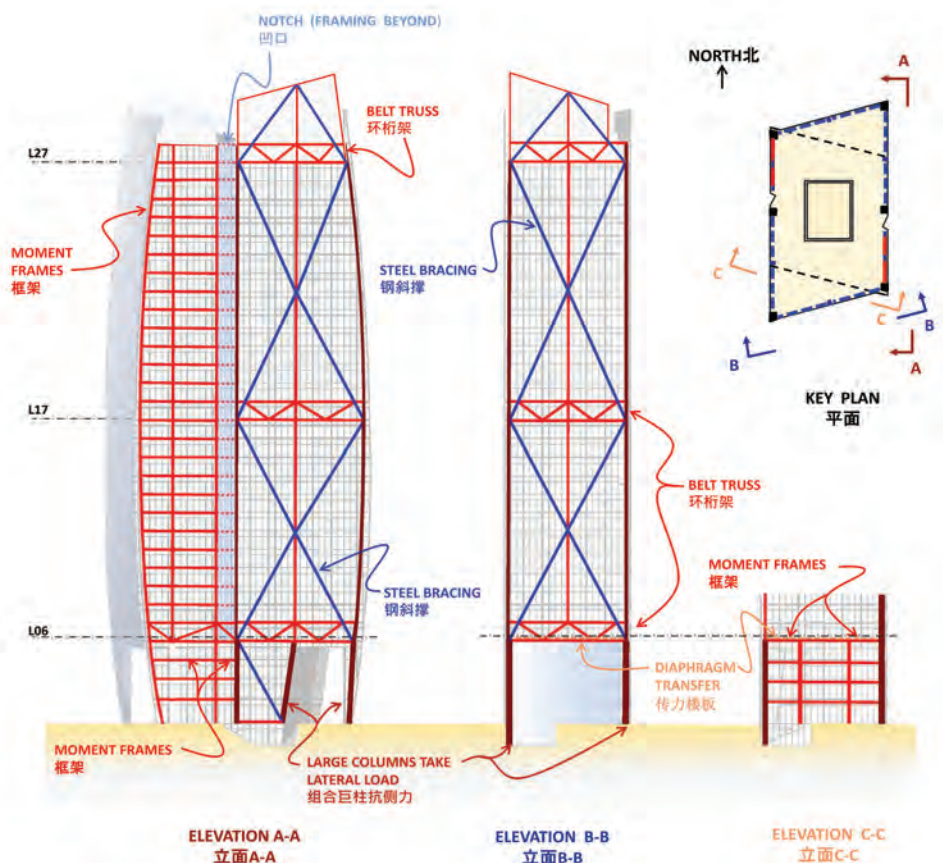 NOTCH (FRAMING BEYOND)
凹口
BELT TRUSS
环桁架
L27
MOMENT
FRAMES
框架
STEEL BRACING
钢斜撑
NORTH北
A
C
C
B
B
A
KEY PLAN
平面
L17
BELT TRUSS
环桁架
STEEL BRACING
钢斜撑
MOMENT FRAMES
框架
L06
DIAPHRAGM
TRANSFER
传力楼板
MOMENT FRAMES
框架
LARGE COLUMNS TAKE
LATERAL LOAD
组合巨柱抗侧力
ELEVATION A-A
立面A-A
ELEVATION B-B
立面B-B
ELEVATION C-C
立面C-C